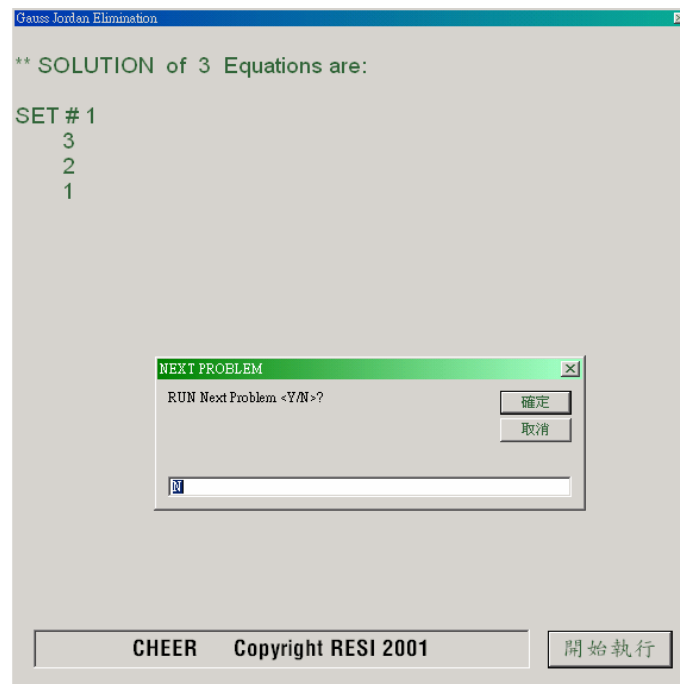 Gauss Jordan Elimination
** SOLUTION of 3 Equations are:
SET # 1
3
2
1
NEXT PROBLEM
RUN Next Problem <Y/N>?
確定
取消
N
CHEER Copyright RESI 2001
開始執行